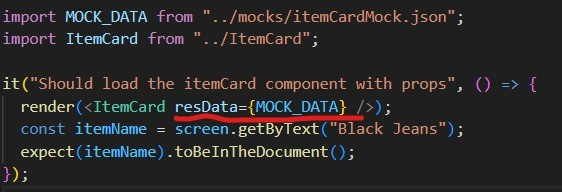 import MOCK_DATA from "../mocks/itemCardMock.json";
import ItemCard from "../ItemCard";
it("Should load the itemCard component with props", () => {
render(<ItemCard resData={MOCK_DATA} />);
const itemName = screen.getByText("Black Jeans");
expect(itemName).toBeInTheDocument();
});